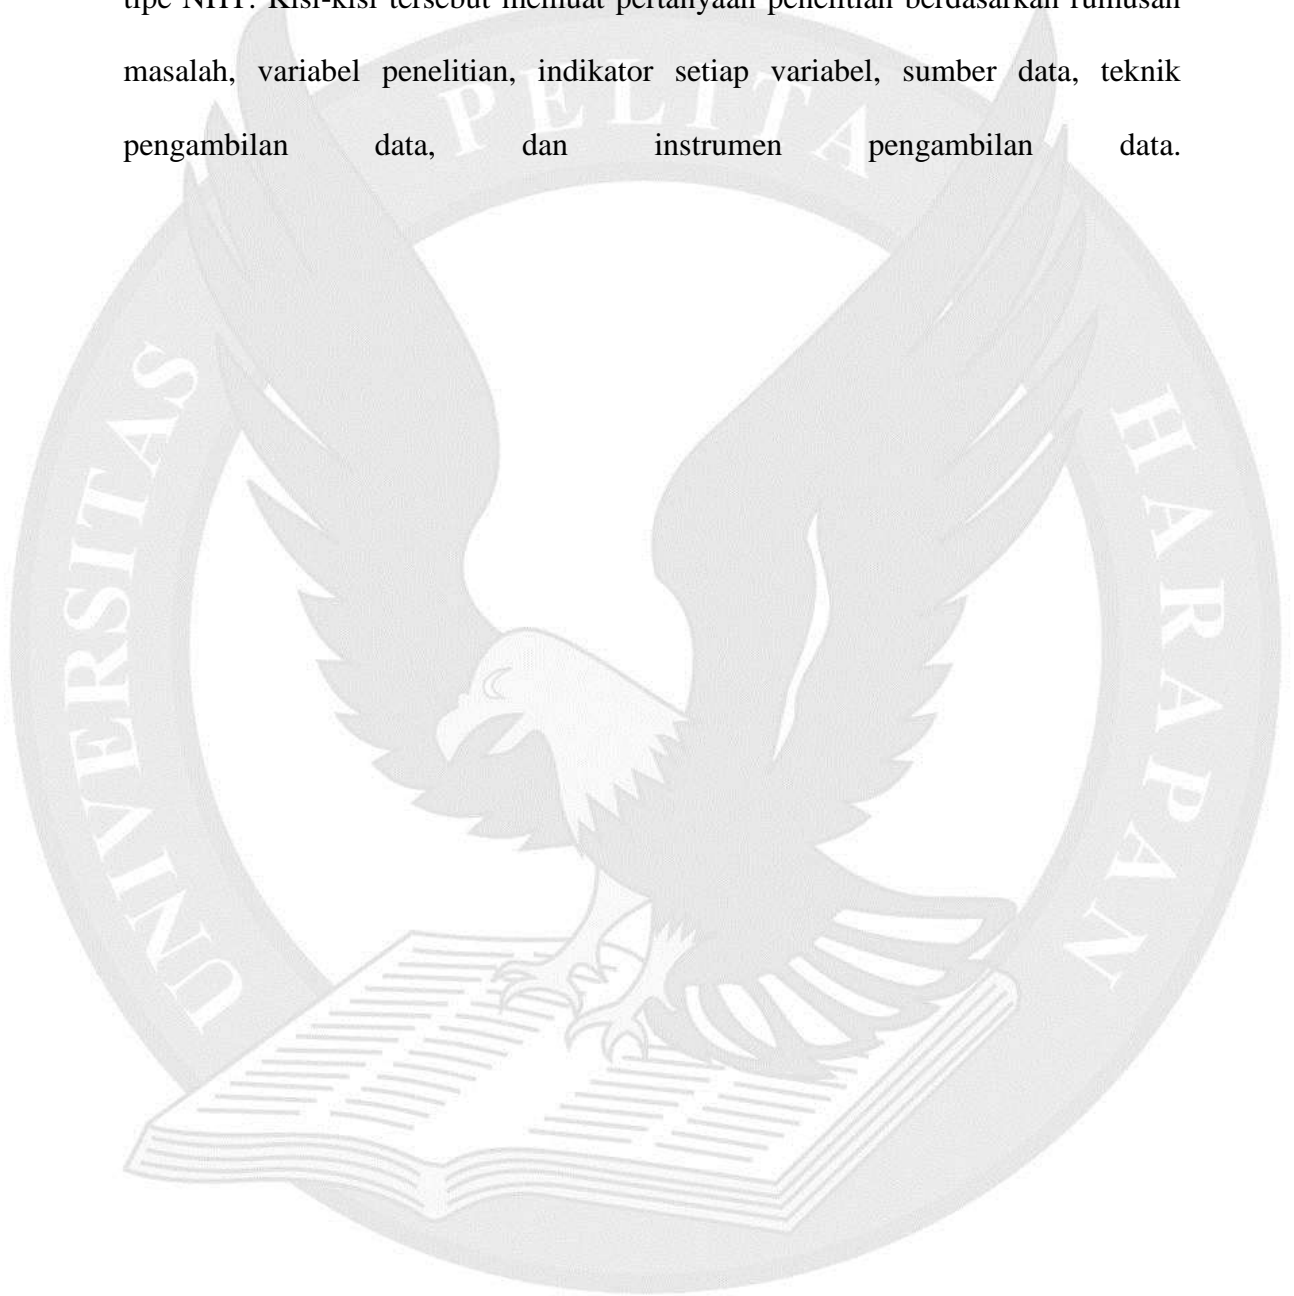 tipe NHT. Kisi-kisi tersebut memuat pertanyaan penelitian berdasarkan rumusan
masalah, variabel penelitian, indikator setiap variabel, sumber data, teknik
pengambilan data, dan instrumen pengambilan data.
UNIVERSITAS PELITA HARAPAN